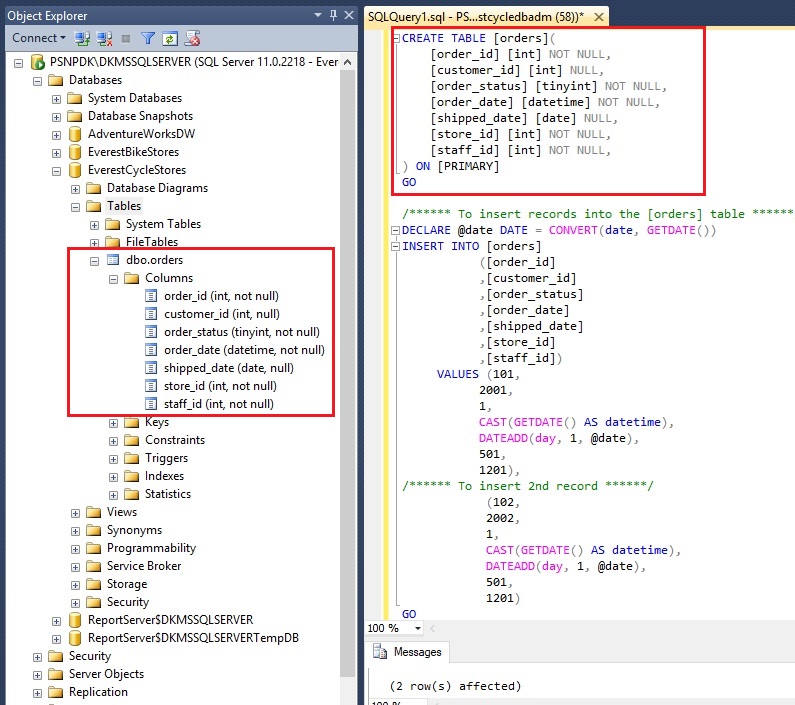 Object Explorer
Connect
PSNPDK\DKMSSQLSERVER (SQL Server 11.0.2218 - Ever
Databases
System Databases
Database Snapshots
AdventureWorksDW
EverestBikeStores
EverestCycleStores
Database Diagrams
Tables
System Tables
FileTables
dbo.orders
Columns
order_id (int, not null)
customer_id (int, null)
order_status (tinyint, not null)
order_date (datetime, not null)
shipped_date (date, null)
store_id (int, not null)
staff_id (int, not null)
Keys
Constraints
Triggers
Indexes
Statistics
Views
Synonyms
Programmability
Service Broker
Storage
Security
ReportServer$DKMSSQLSERVER
ReportServer$DKMSSQLSERVERTempDB
Security
Server Objects
Replication
SQLQuery1.sql - PS...stcycledbadm (58))*
CREATE TABLE [orders](
[order_id] [int] NOT NULL,
[customer_id] [int] NULL,
[order_status] [tinyint] NOT NULL,
[order_date] [datetime] NOT NULL,
[shipped_date] [date] NULL,
[store_id] [int] NOT NULL,
[staff_id] [int] NOT NULL,
) ON [PRIMARY]
GO
/****** To insert records into the [orders] table ******
DECLARE @date DATE = CONVERT(date, GETDATE())
INSERT INTO [orders]
([order_id]
,[customer_id]
,[order_status]
,[order_date]
,[shipped_date]
,[store_id]
,[staff_id])
VALUES (101,
2001,
1,
CAST(GETDATE() AS datetime),
DATEADD(day, 1, @date),
501,
1201),
/****** To insert 2nd record ******/
(102,
2002,
1,
CAST(GETDATE() AS datetime),
DATEADD(day, 1, @date),
501,
1201)
GO
100 %
Messages
(2 row(s) affected)
100 %